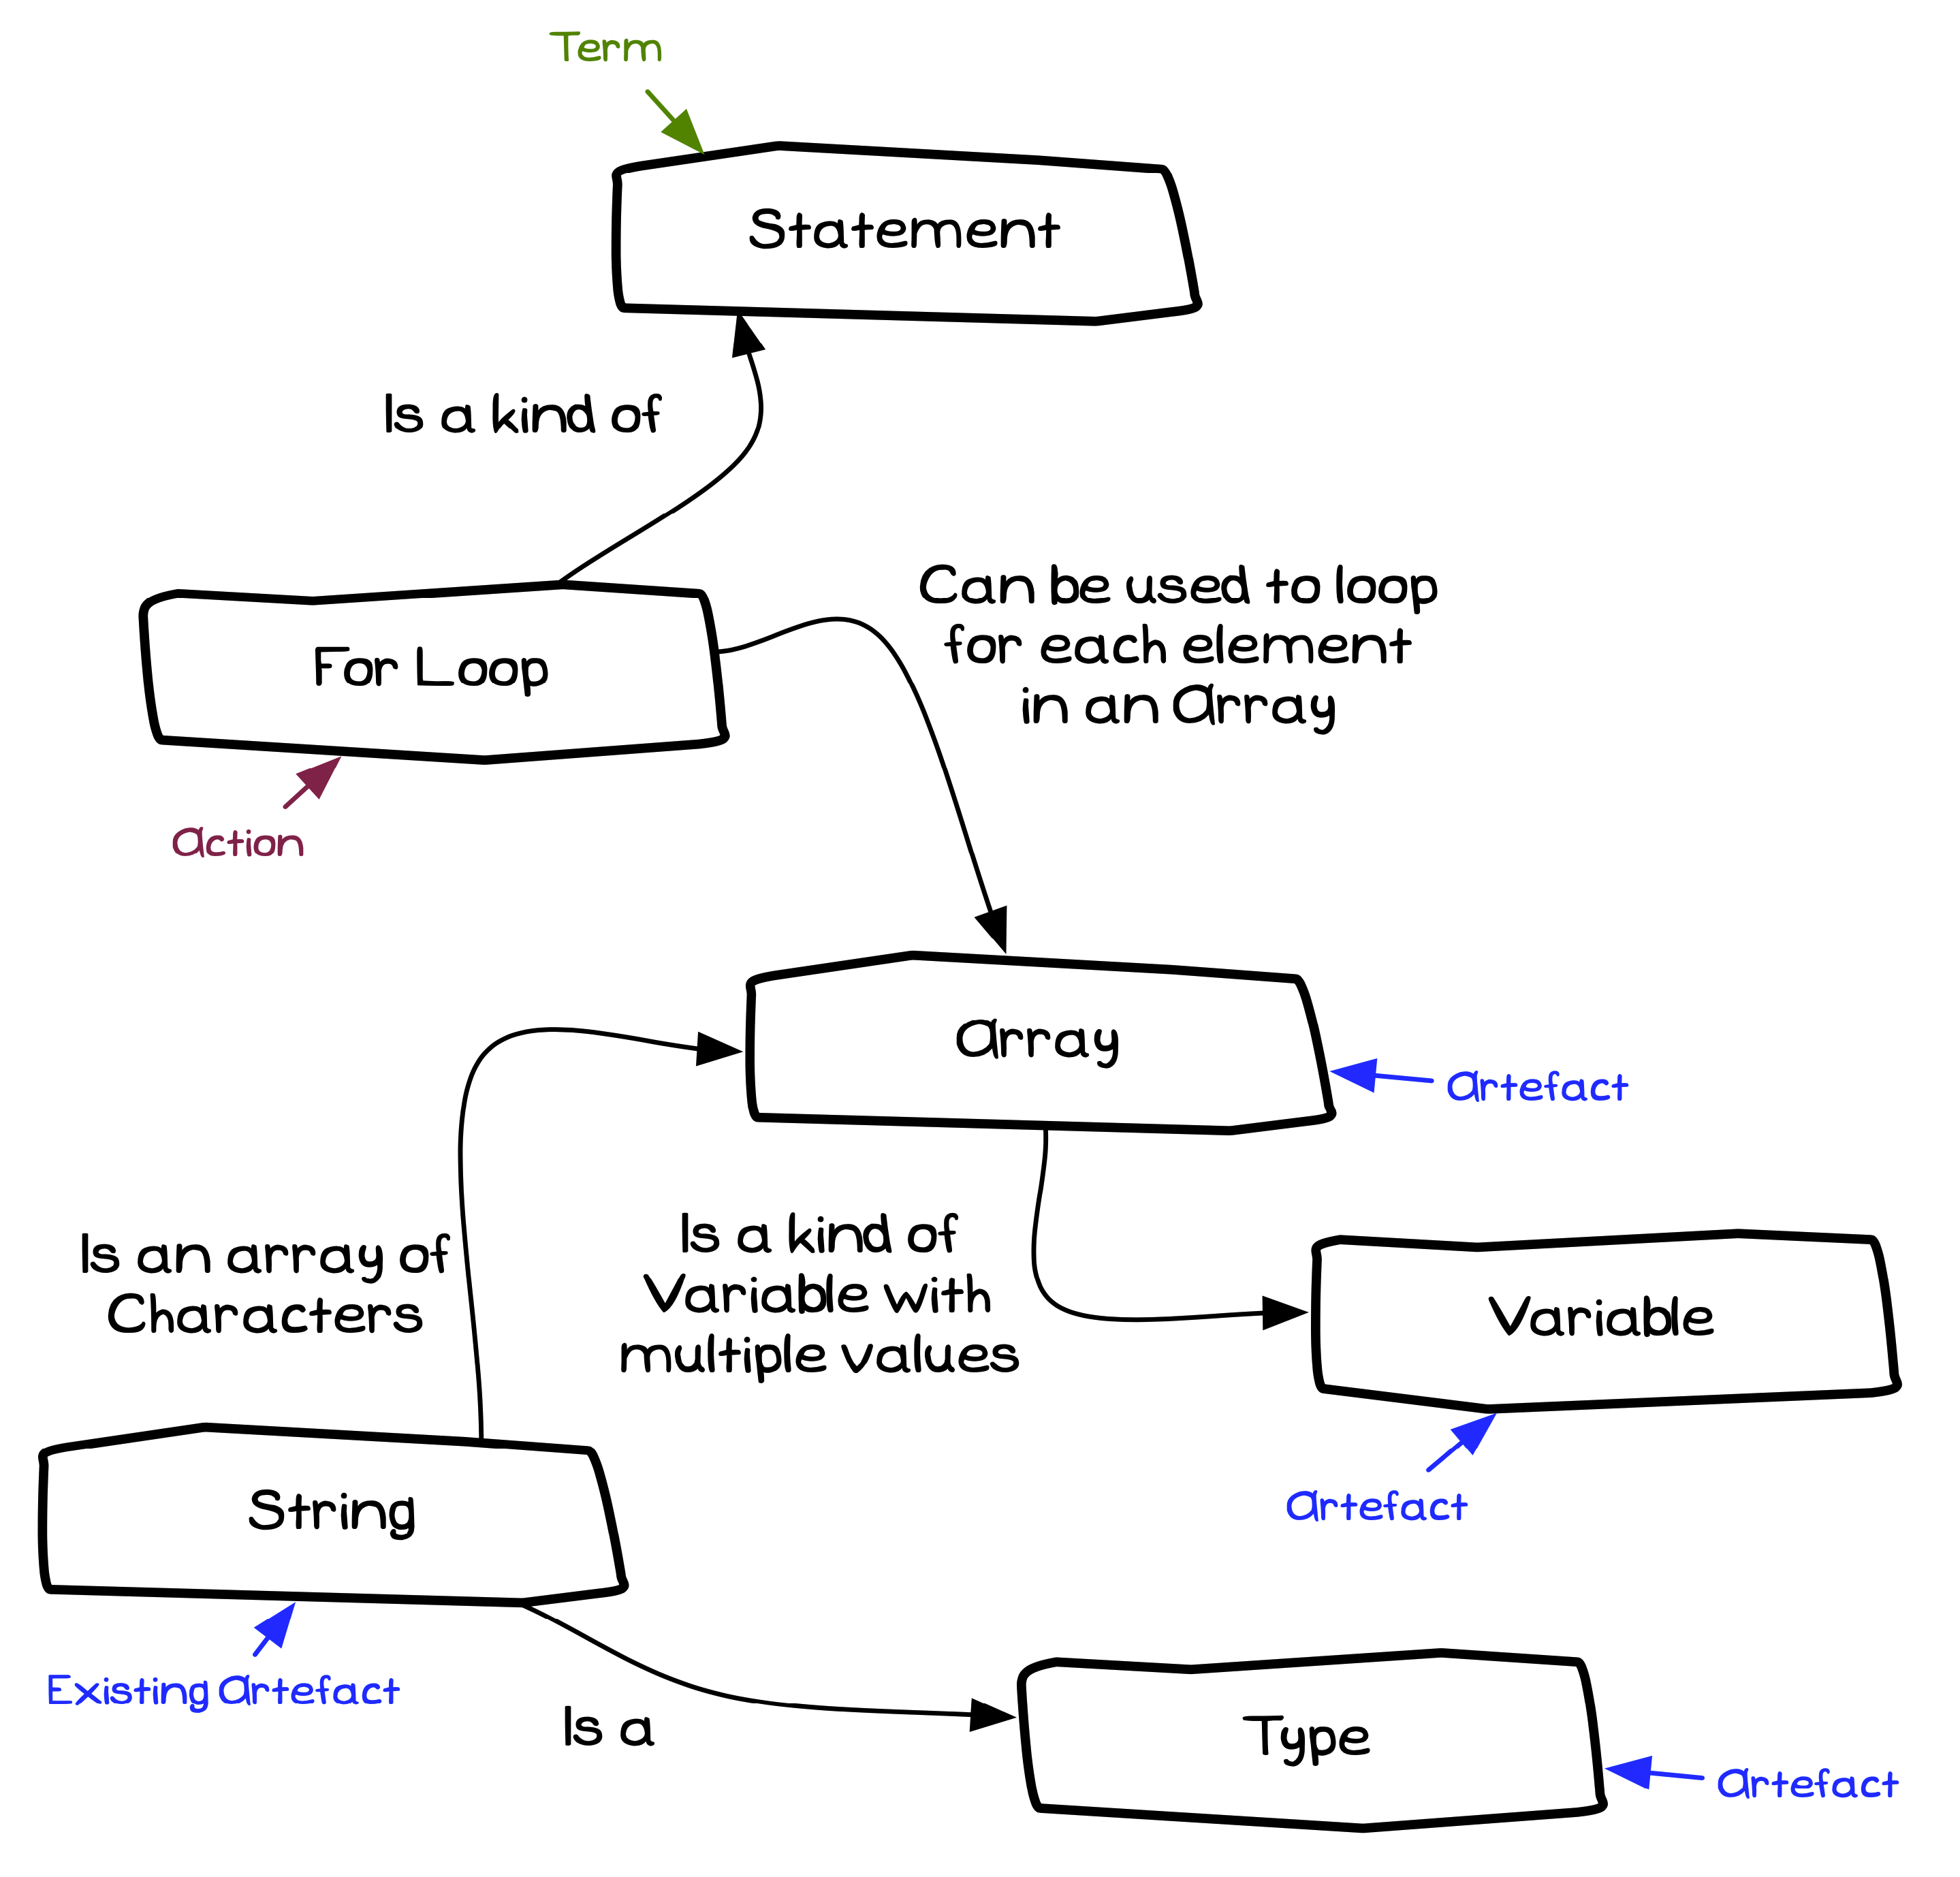 Term
Statement
Is a kind of
Can be used to loop
for each element
in an Array
For Loop
Action
Array
Artefact
Is an array of
Characters
Is a kind of
Variable with
multiple values
Variable
Artefact
String
Existing Artefact
Is a
Type
Artefact